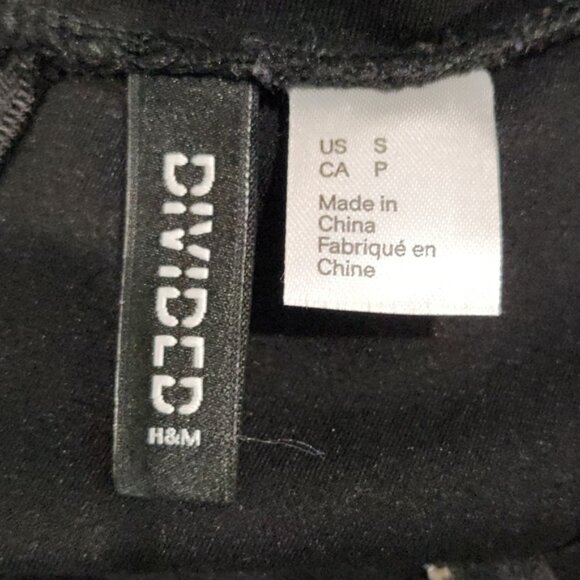 DIVIDED
H&M
US S
CA P
Made in
China
Fabriqué en
Chine